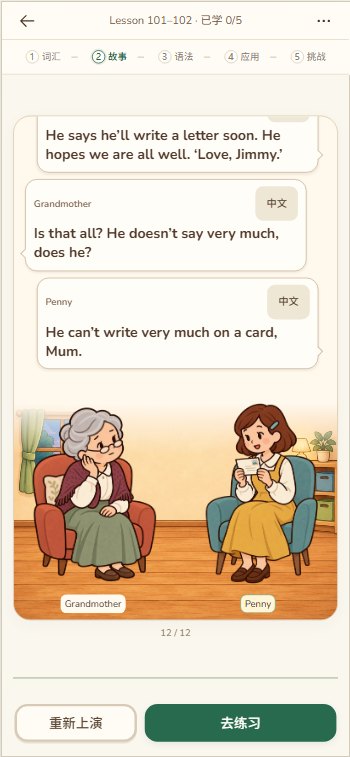 Lesson 101–102 · 已学 0/5
1 词汇 – 2 故事 – 3 语法 – 4 应用 – 5 挑战
He says he’ll write a letter soon. He
hopes we are all well. ‘Love, Jimmy.’
Grandmother 中文
Is that all? He doesn’t say very much,
does he?
Penny 中文
He can’t write very much on a card,
Mum.
Grandmother Penny
12 / 12
重新上演 去练习